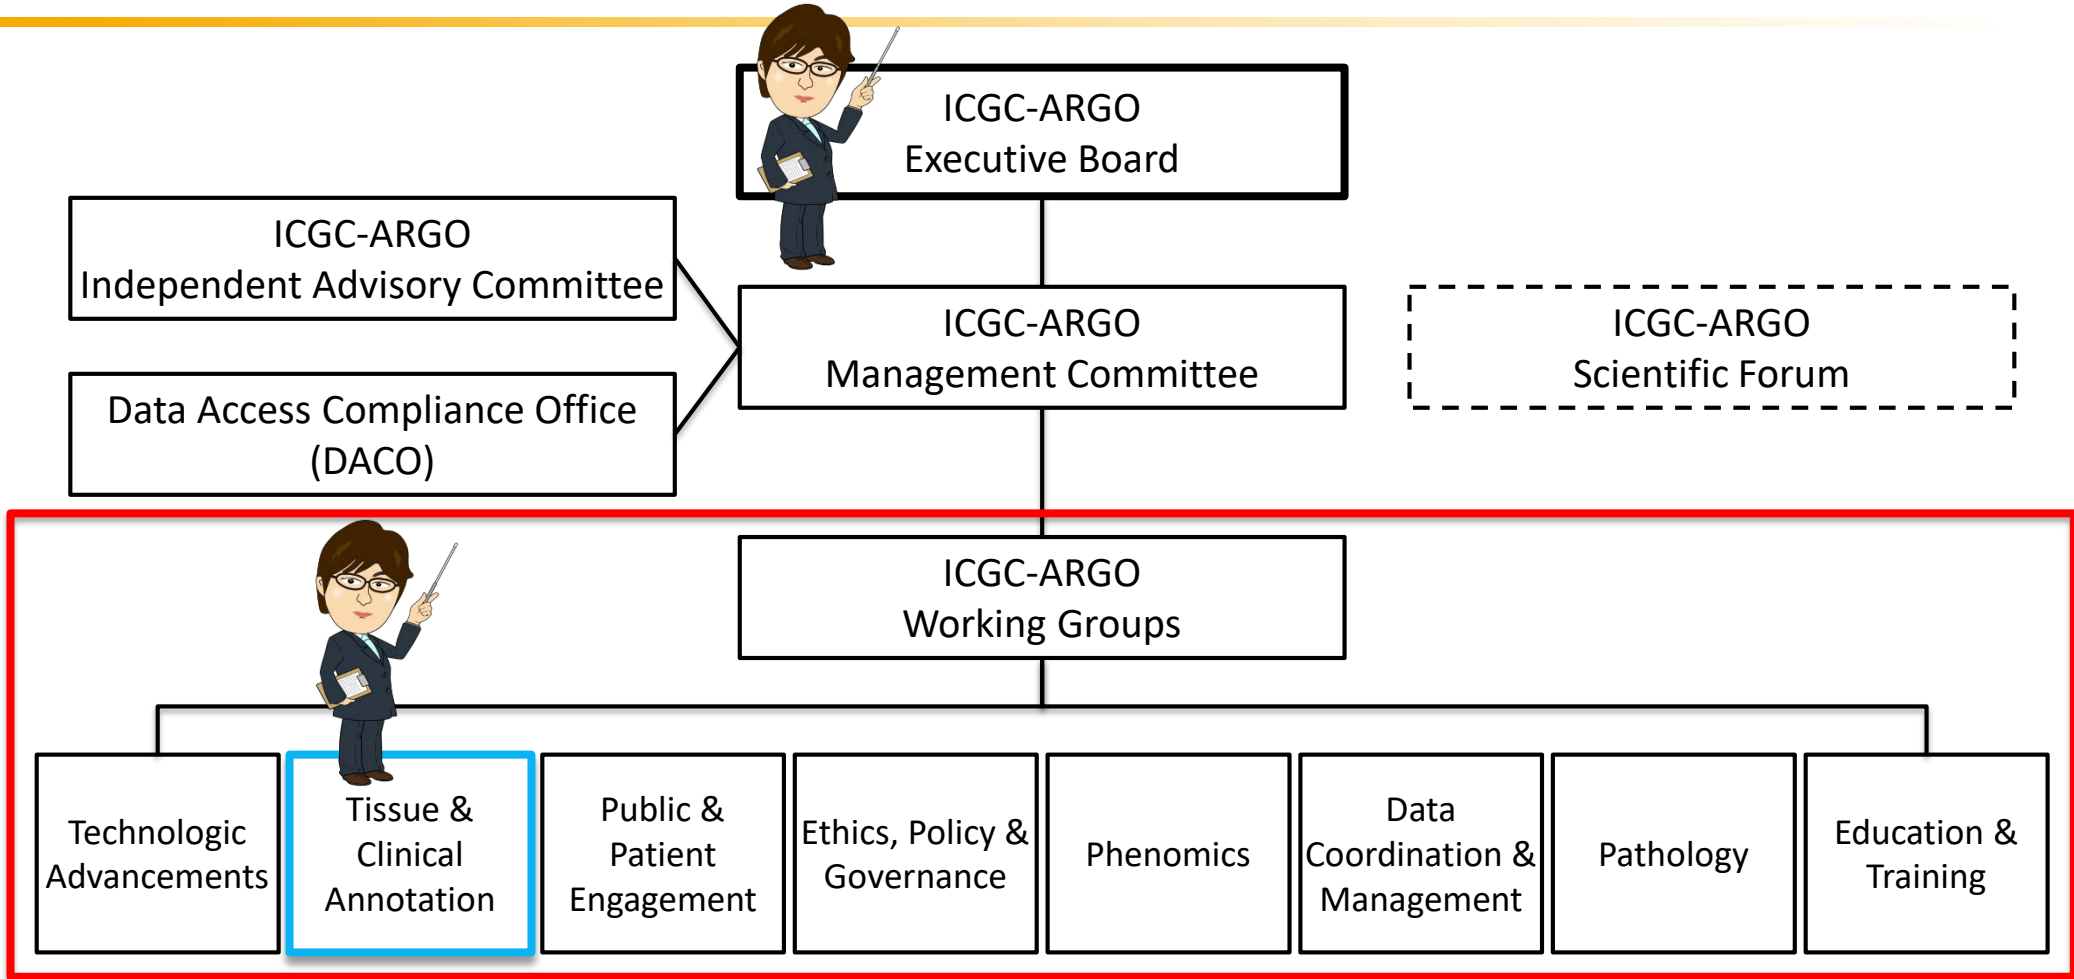 ICGC-ARGO
Executive Board
ICGC-ARGO
Independent Advisory Committee
ICGC-ARGO
Management Committee
ICGC-ARGO
Scientific Forum
Data Access Compliance Office
(DACO)
ICGC-ARGO
Working Groups
Technologic
Advancements
Tissue &
Clinical
Annotation
Public &
Patient
Engagement
Ethics, Policy &
Governance
Phenomics
Data
Coordination &
Management
Pathology
Education &
Training